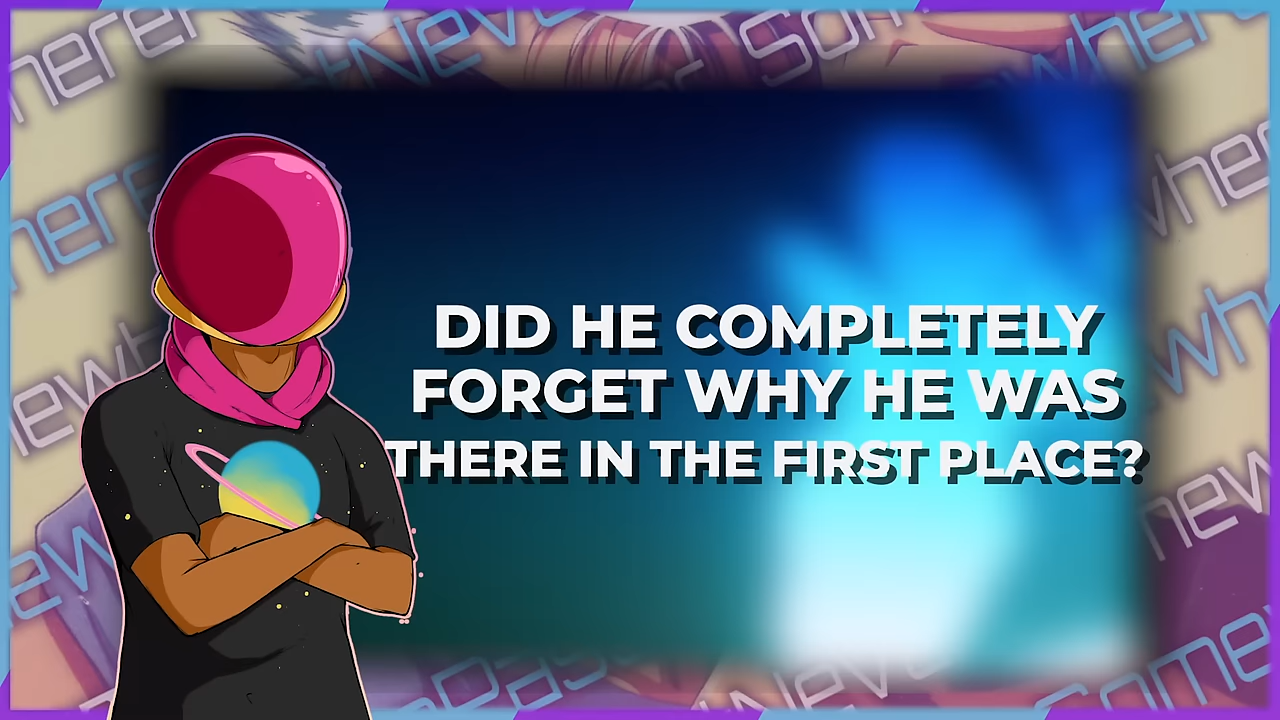 DID HE COMPLETELY
FORGET WHY HE WAS
THERE IN THE FIRST PLACE?